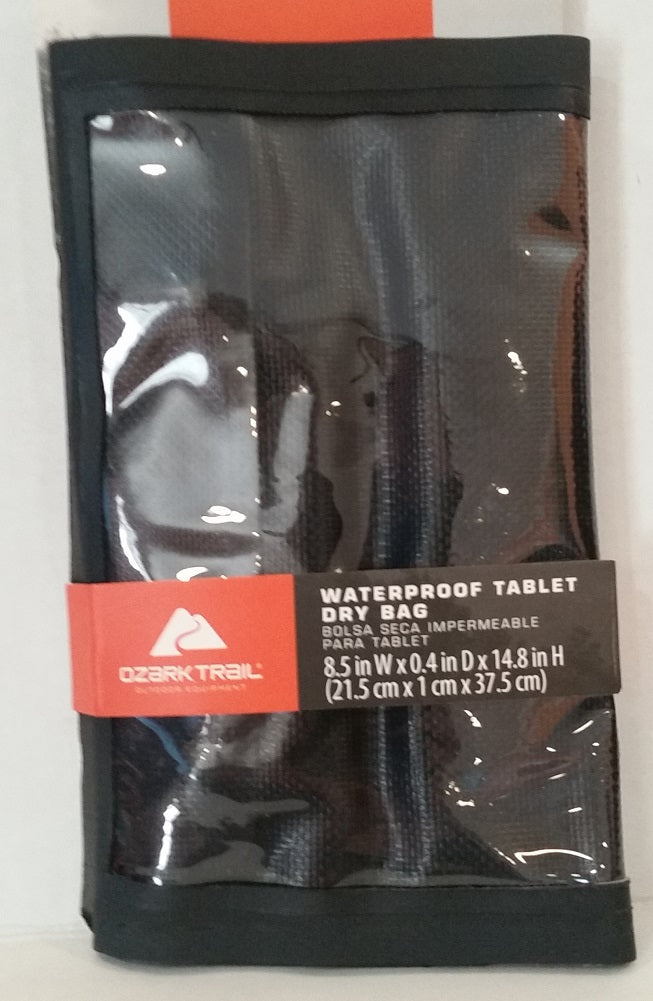 OZARK TRAIL
OUTDOOR EQUIPMENT
WATERPROOF TABLET
DRY BAG
BOLSA SECA IMPERMEABLE
PARA TABLET
8.5 in W x 0.4 in D x 14.8 in H
(21.5 cm x 1 cm x 37.5 cm)